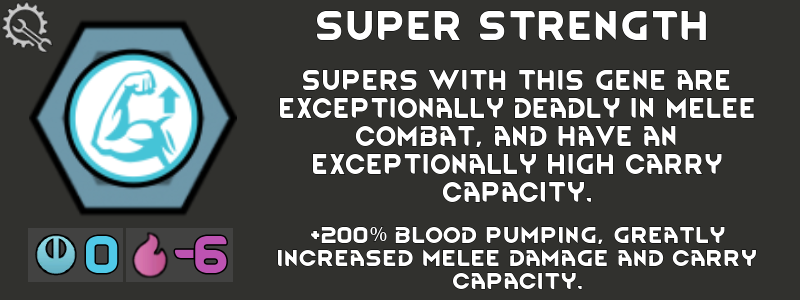 SUPER STRENGTH
SUPERS WITH THIS GENE ARE
EXCEPTIONALLY DEADLY IN MELEE
COMBAT, AND HAVE AN
EXCEPTIONALLY HIGH CARRY
CAPACITY.
+200% BLOOD PUMPING, GREATLY
INCREASED MELEE DAMAGE AND CARRY
CAPACITY.
0 -6